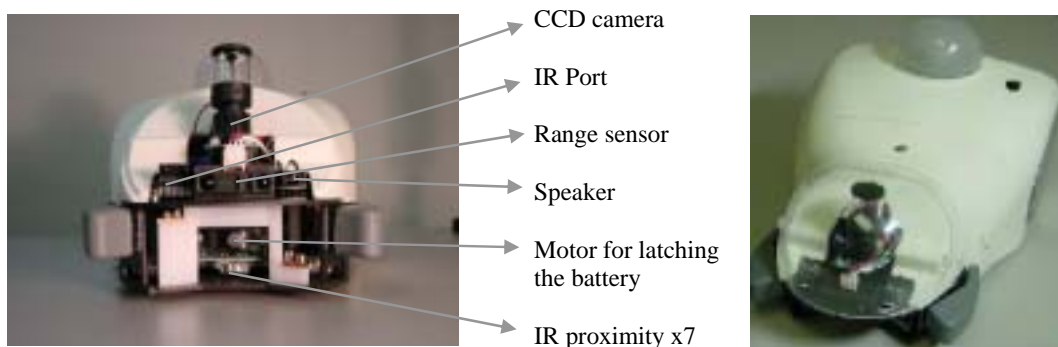 CCD camera
IR Port
Range sensor
Speaker
Motor for latching
the battery
IR proximity x7